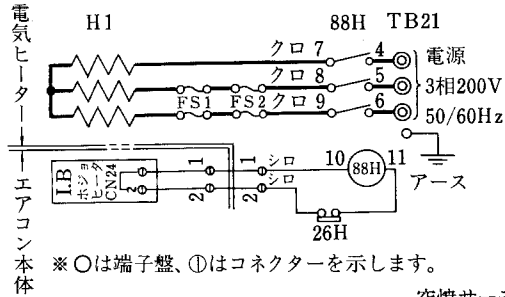 H1 88H TB21
電気ヒーター
クロ 7 4 電源
クロ 8 5 3相200V
FS1 FS2 クロ 9 6 50/60Hz
アース
エアコン本体
I.B
ホジョヒータ
CN24
1 2
1 1 シロ 10 88H 11
2 2 シロ
26H
※○は端子盤、①はコネクターを示します。